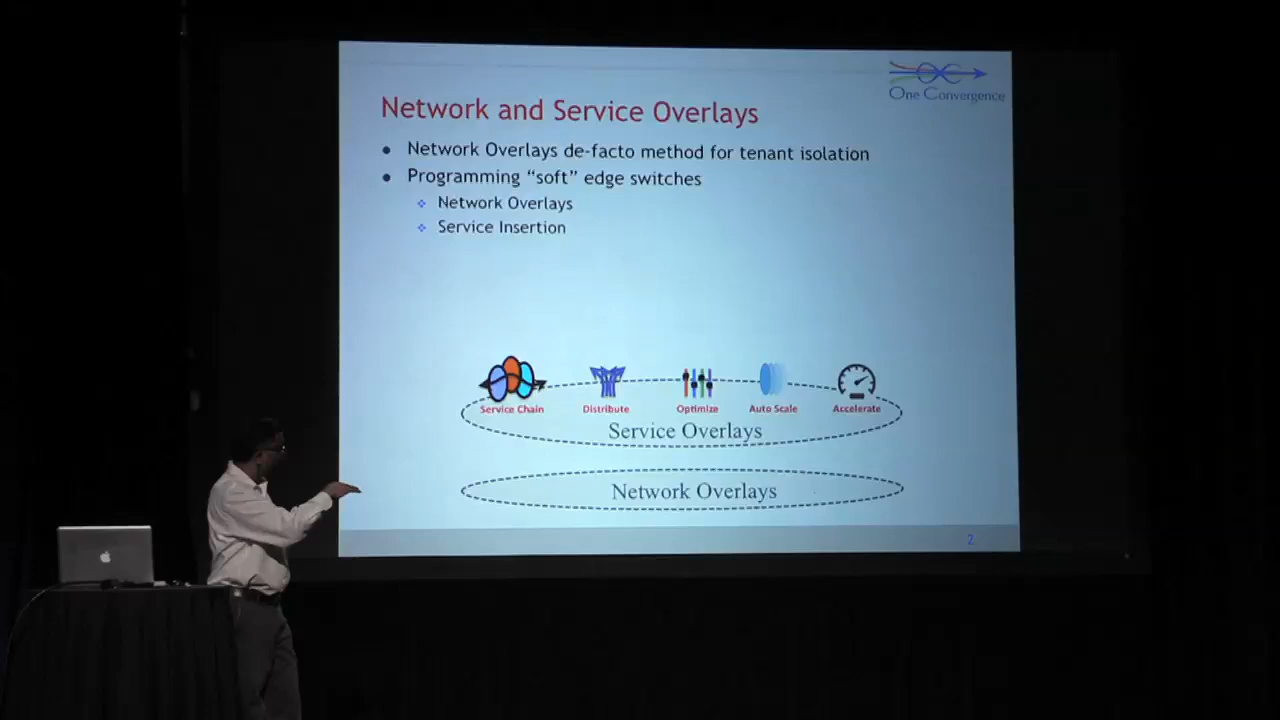 One Convergence
Network and Service Overlays
Network Overlays de-facto method for tenant isolation
Programming “soft” edge switches
Network Overlays
Service Insertion
Service Chain
Distribute
Optimize
Auto Scale
Accelerate
Service Overlays
Network Overlays
2